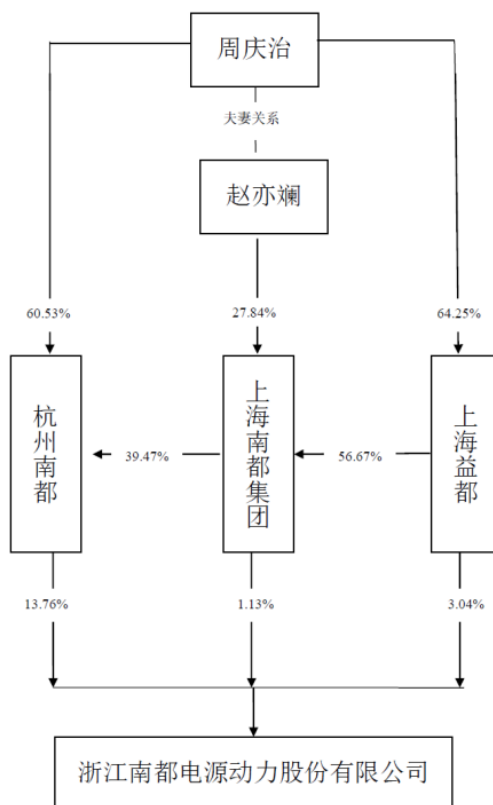 周庆治
夫妻关系
赵亦斓
60.53%
27.84%
64.25%
杭州南都
上海南都集团
上海益都
39.47%
56.67%
13.76%
1.13%
3.04%
浙江南都电源动力股份有限公司